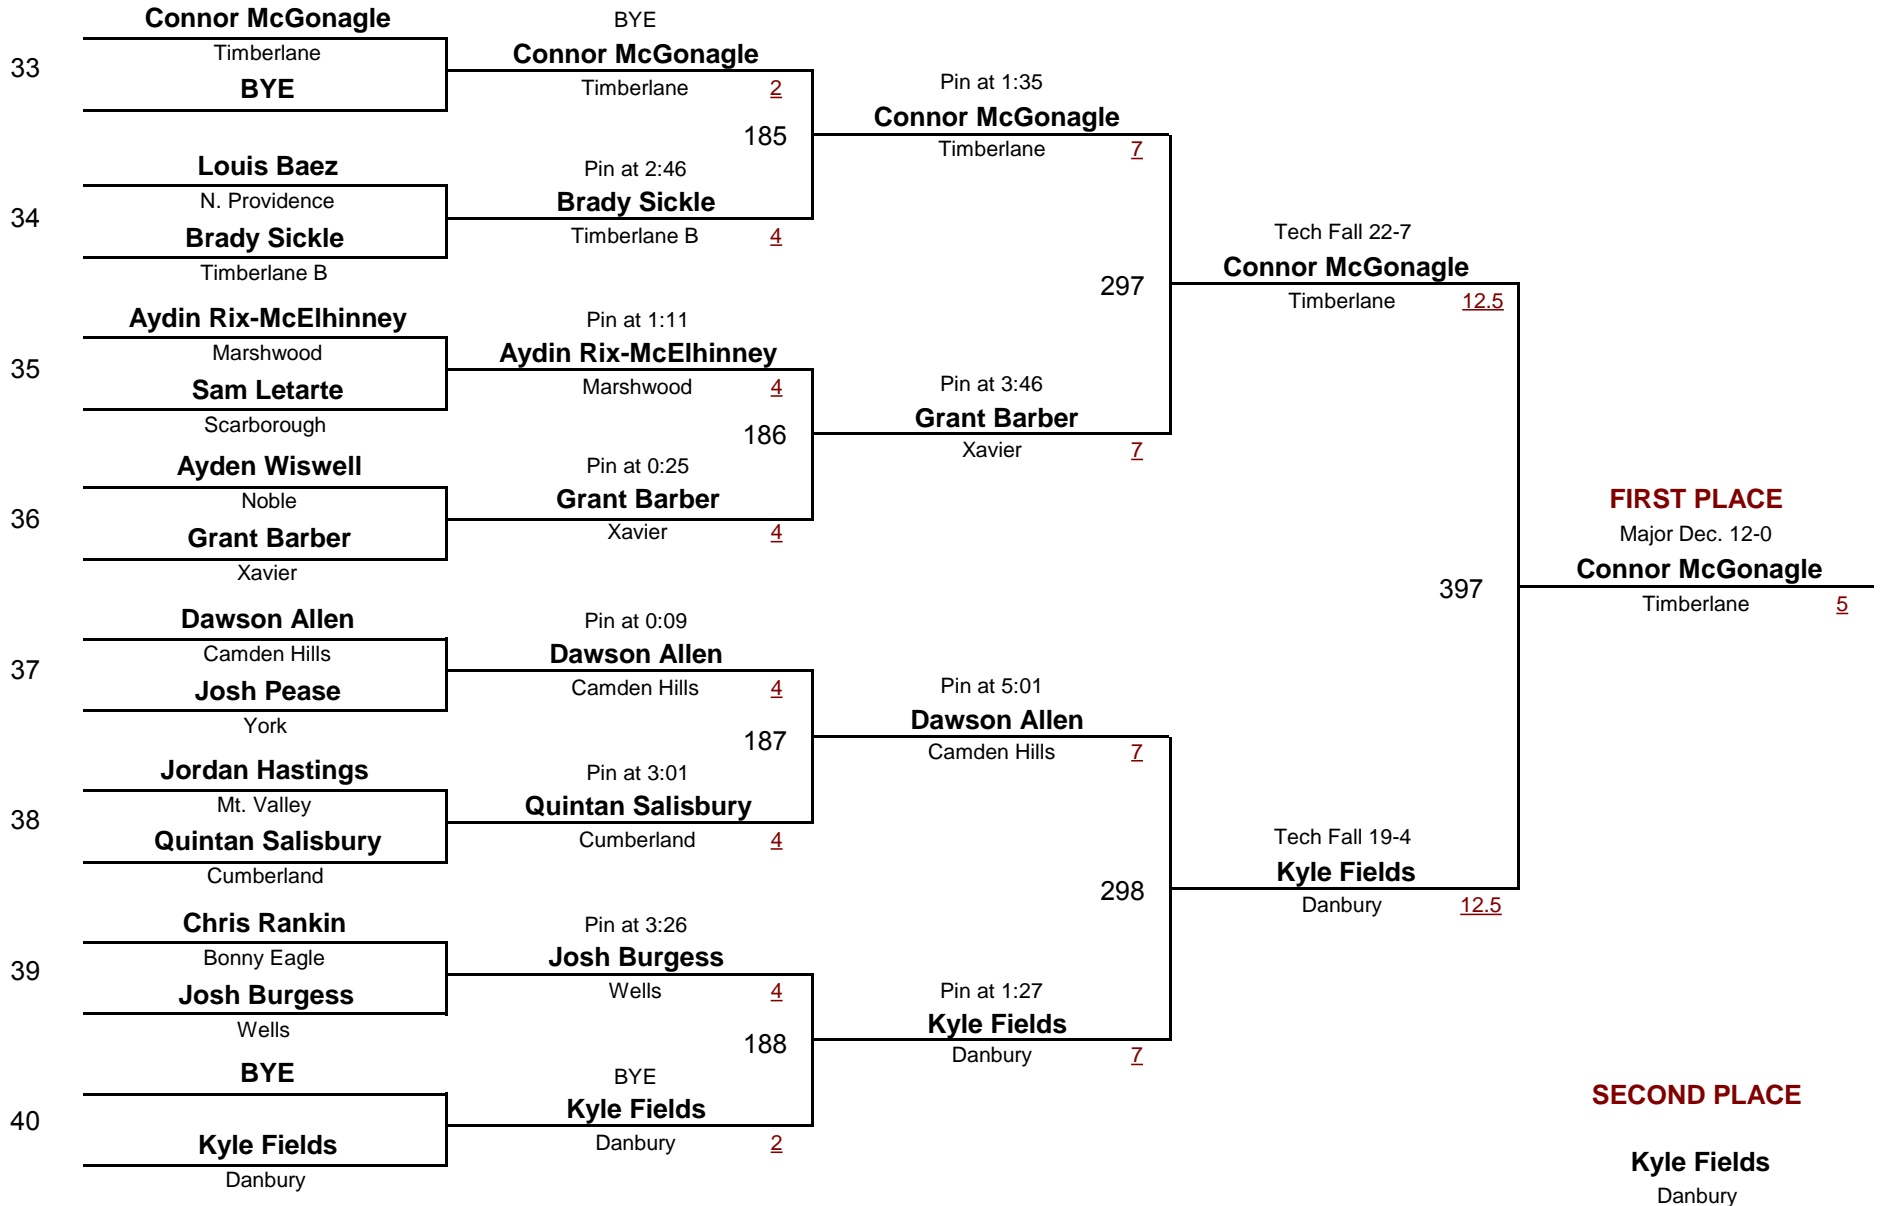 Connor McGonagle
33
Timberlane
BYE
Louis Baez
34
N. Providence
Brady Sickle
Timberlane B
Aydin Rix-McElhinney
35
Marshwood
Sam Letarte
Scarborough
Ayden Wiswell
36
Noble
Grant Barber
Xavier
Dawson Allen
37
Camden Hills
Josh Pease
York
Jordan Hastings
38
Mt. Valley
Quintan Salisbury
Cumberland
Chris Rankin
39
Bonny Eagle
Josh Burgess
Wells
BYE
40
Kyle Fields
Danbury
BYE
Connor McGonagle
Timberlane 2
185
Pin at 2:46
Brady Sickle
Timberlane B 4
Pin at 1:11
Aydin Rix-McElhinney
Marshwood 4
186
Pin at 0:25
Grant Barber
Xavier 4
Pin at 0:09
Dawson Allen
Camden Hills 4
187
Pin at 3:01
Quintan Salisbury
Cumberland 4
Pin at 3:26
Josh Burgess
Wells 4
188
BYE
Kyle Fields
Danbury 2
Pin at 1:35
Connor McGonagle
Timberlane 7
297
Pin at 3:46
Grant Barber
Xavier 7
Pin at 5:01
Dawson Allen
Camden Hills 7
298
Pin at 1:27
Kyle Fields
Danbury 7
Tech Fall 22-7
Connor McGonagle
Timberlane 12.5
397
Tech Fall 19-4
Kyle Fields
Danbury 12.5
FIRST PLACE
Major Dec. 12-0
Connor McGonagle
Timberlane 5
SECOND PLACE
Kyle Fields
Danbury